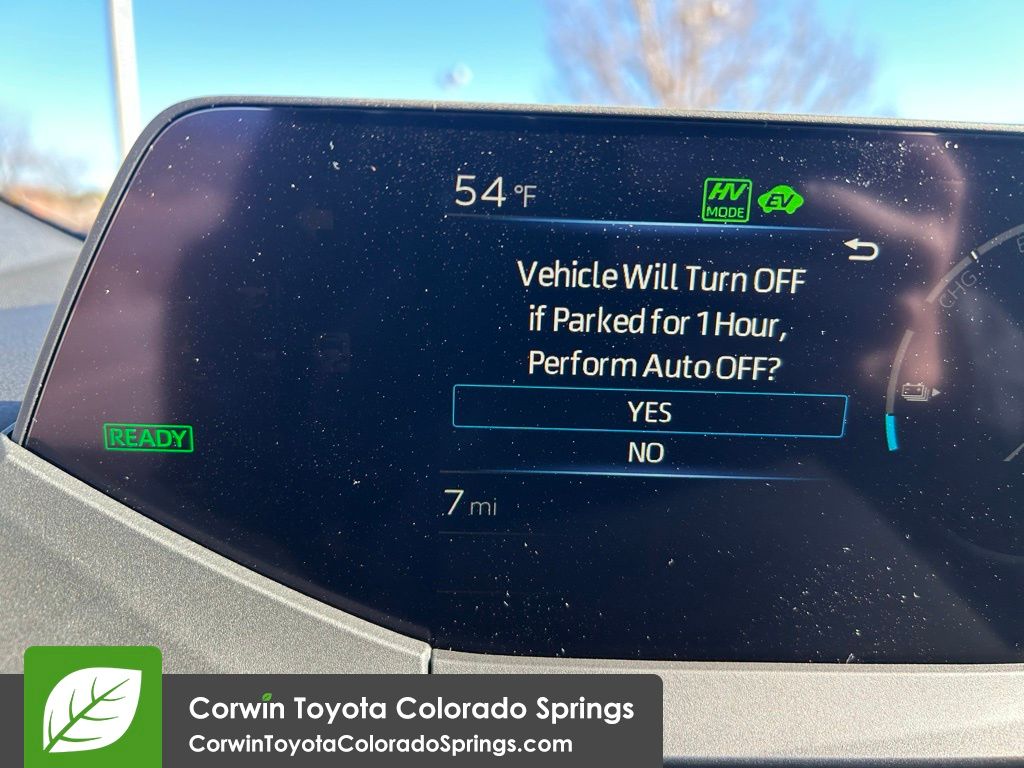 54 °F
HV
MODE
EV
Vehicle Will Turn OFF
if Parked for 1 Hour,
Perform Auto OFF?
CHG
YES
NO
READY
7 mi
Corwin Toyota Colorado Springs
CorwinToyotaColoradoSprings.com